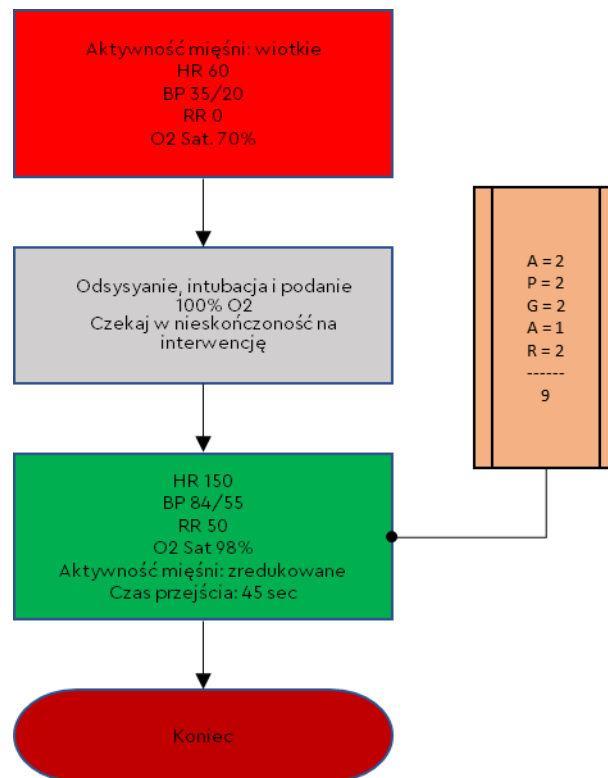 Aktywność mięśni: wiotkie
HR 60
BP 35/20
RR 0
O2 Sat. 70%
Odsysyanie, intubacja i podanie
100% O2
Czekaj w nieskończoność na
interwencję
A = 2
P = 2
G = 2
A = 1
R = 2
------
9
HR 150
BP 84/55
RR 50
O2 Sat 98%
Aktywność mięśni: zredukowane
Czas przejścia: 45 sec
Koniec